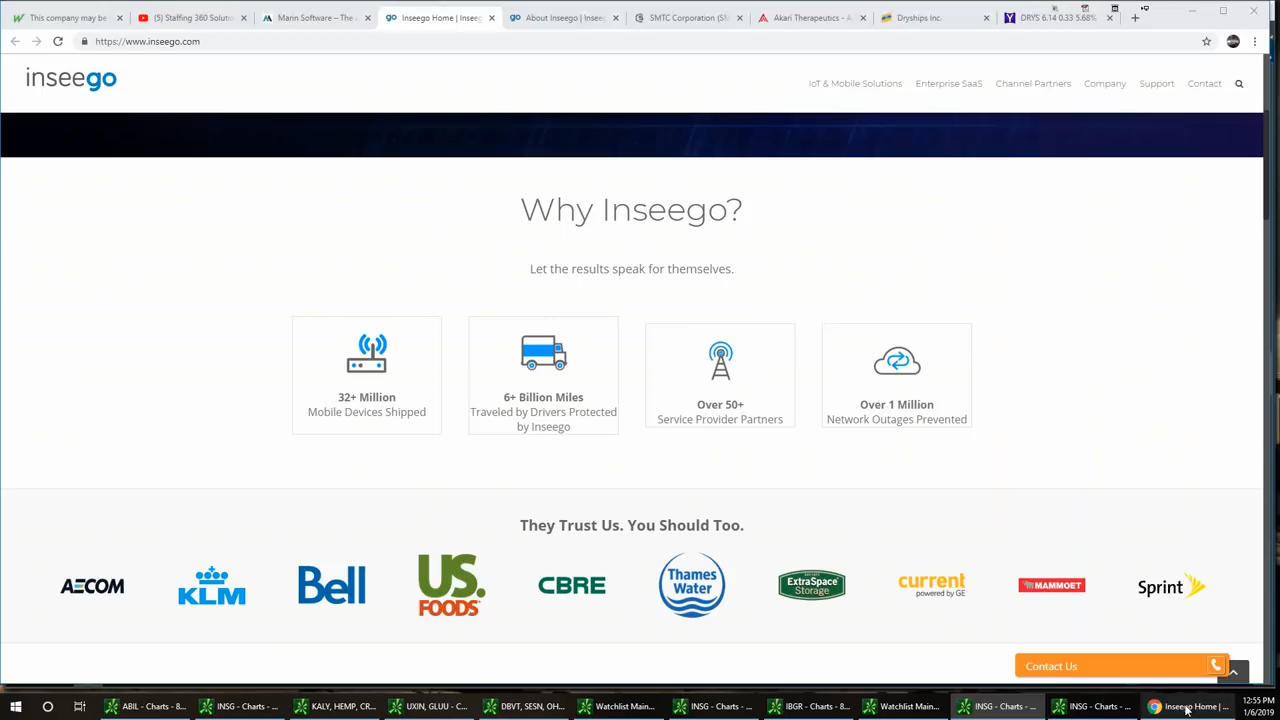 This company may be
(5) Staffing 360 Solutio
Mannn Software – The
Inseego Home | Inseeg
About Inseego | Inseeg
SMTC Corporation (SM
Akari Therapeutics - A
Dryships Inc.
DRYS 6.14 0.33 5.68%
https://www.inseego.com
inseego
IoT & Mobile Solutions
Enterprise SaaS
Channel Partners
Company
Support
Contact
Why Inseego?
Let the results speak for themselves.
32+ Million
Mobile Devices Shipped
6+ Billion Miles
Traveled by Drivers Protected
by Inseego
Over 50+
Service Provider Partners
Over 1 Million
Network Outages Prevented
They Trust Us. You Should Too.
AECOM
KLM
Bell
US
FOODS
CBRE
Thames
Water
ExtraSpace
Storage
current
powered by GE
MAMMOET
Sprint
Contact Us
ABIL - Charts - 8...
INSG - Charts - ...
KALY, HEMP, CR...
UXIN, GLUU - C...
DBVT, SESN, OH...
Watchlist Main...
INSG - Charts - ...
IBGR - Charts - 8...
Watchlist Main...
INSG - Charts - ...
INSG - Charts - ...
Inseego Home | ...
12:55 PM
1/6/2019